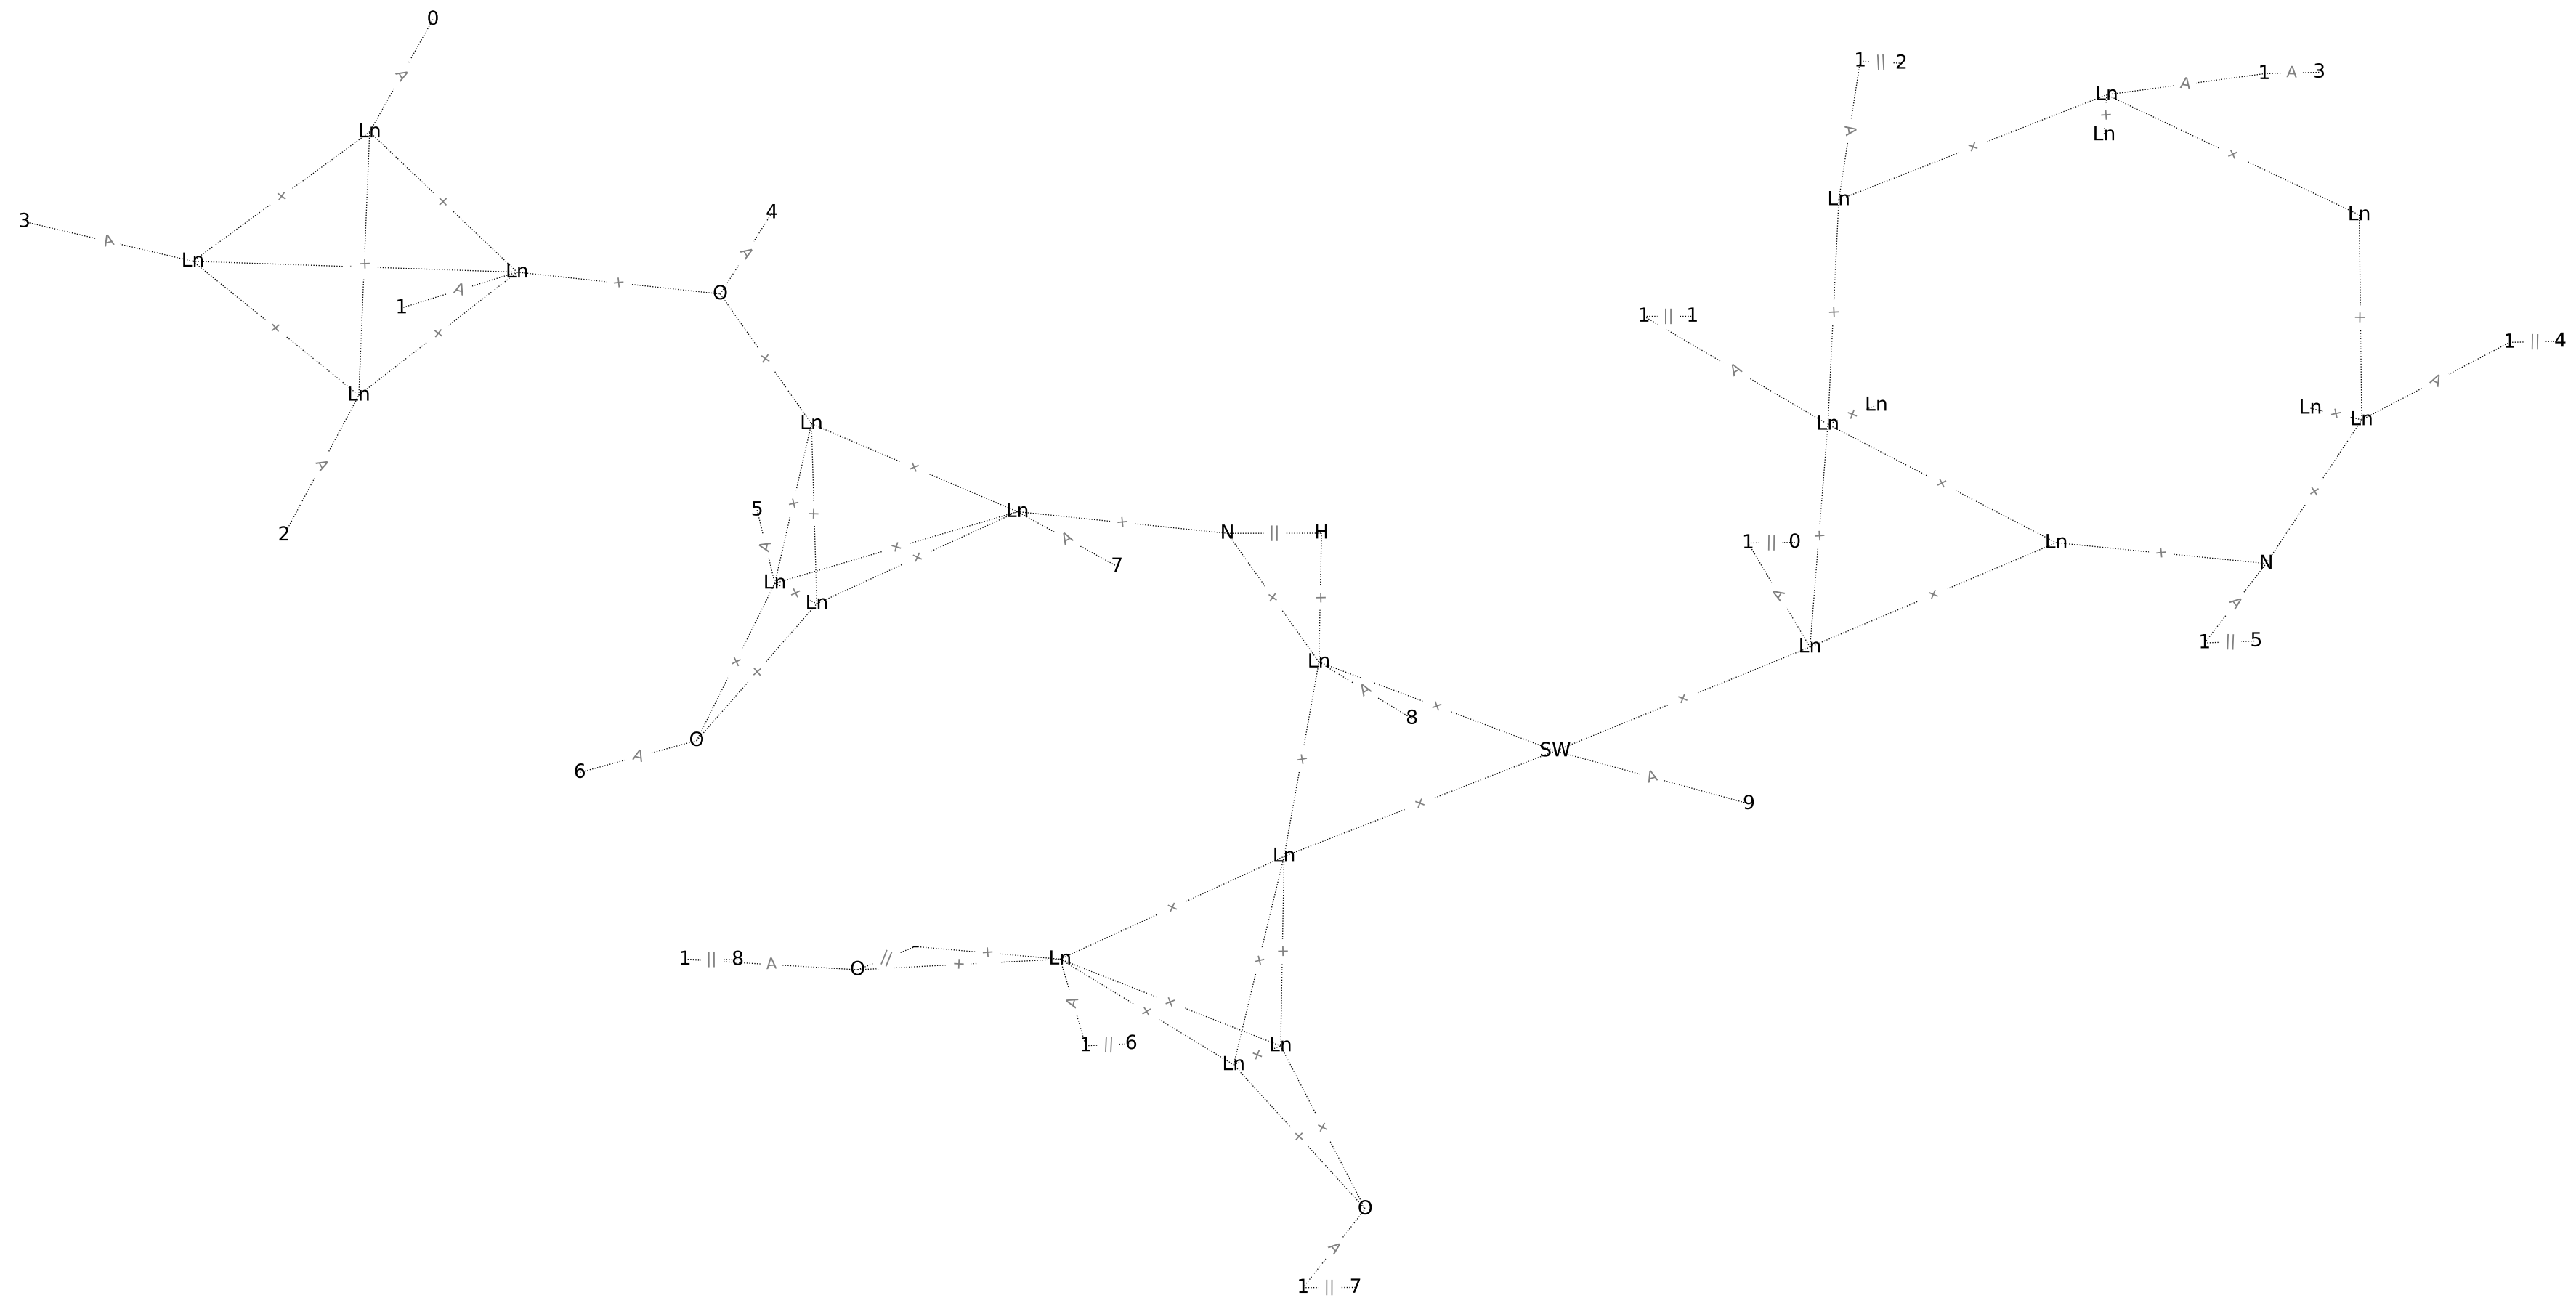 0
1 || 2
1 A 3
A
A
Ln
A
Ln
Ln
+
Ln
A
+
+
+
+
Ln
+
Ln
4
3
A
A
Ln
+
Ln
A
1
+
O
+
+
1 || 1
1 || 4
+
+
A
A
Ln
Ln
+
Ln
+
Ln
Ln
A
2
+
Ln
+
+
+
5
A
+
+
Ln
A
7
+
N || H
+
+
+
1 || 0
Ln
+
N
Ln
+
Ln
+
+
A
+
A
1 || 5
+
+
Ln
Ln
A
8
+
+
O
A
6
+
SW
A
9
+
Ln
+
1 || 8
A
O
//
-
+
+
Ln
+
+
A
+
+
1 || 6
Ln
+
Ln
+
+
O
A
1 || 7